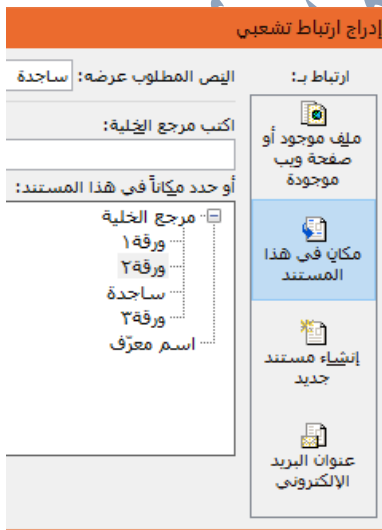 إدراج ارتباط تشعبي
ارتباط بـ:
النص المطلوب عرضه: ساجدة
ملف موجود أو
صفحة ويب
موجودة
مكان في هذا
المستند
إنشاء مستند
جديد
عنوان البريد
الإلكتروني
اكتب مرجع الخلية:
أو حدد مكاناً في هذا المستند:
مرجع الخلية
ورقة١
ورقة٢
ساجدة
ورقة٣
اسم معرّف